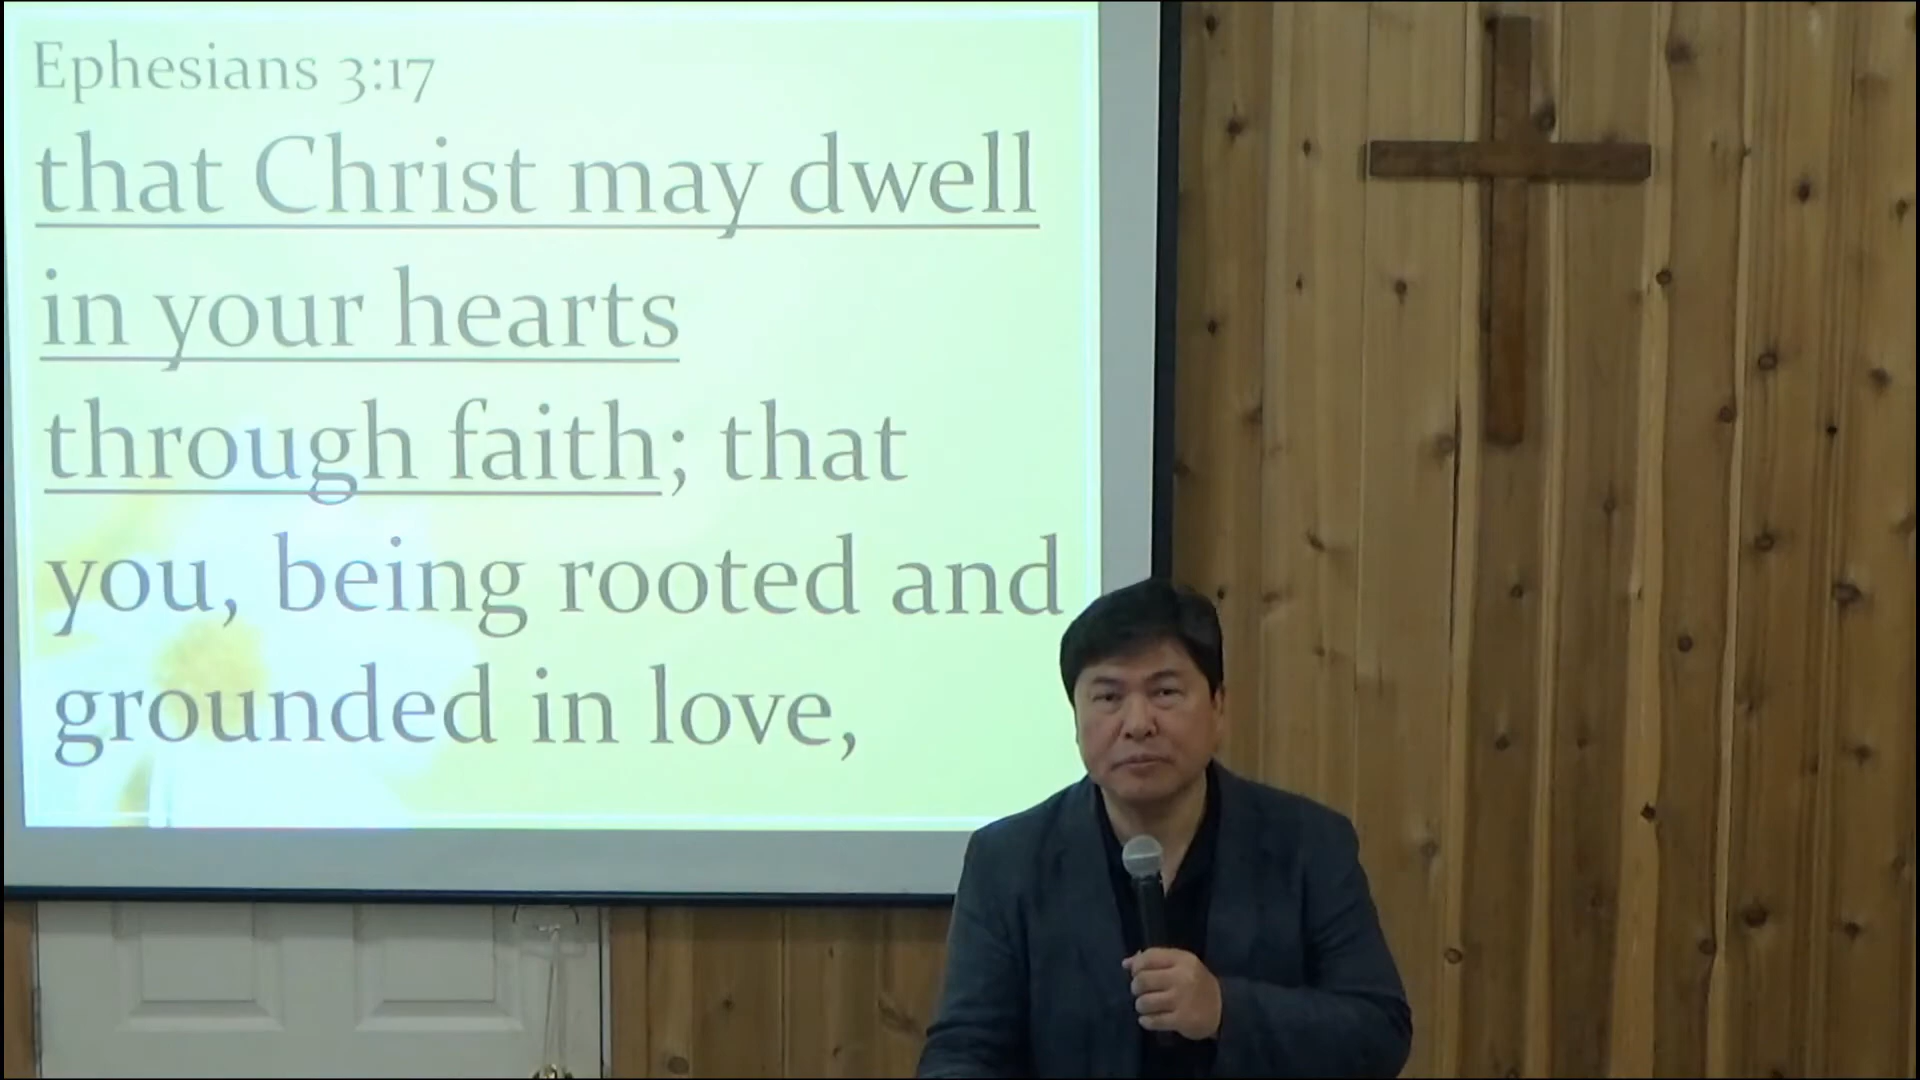 Ephesians 3:17
that Christ may dwell
in your hearts
through faith; that
you, being rooted and
grounded in love,